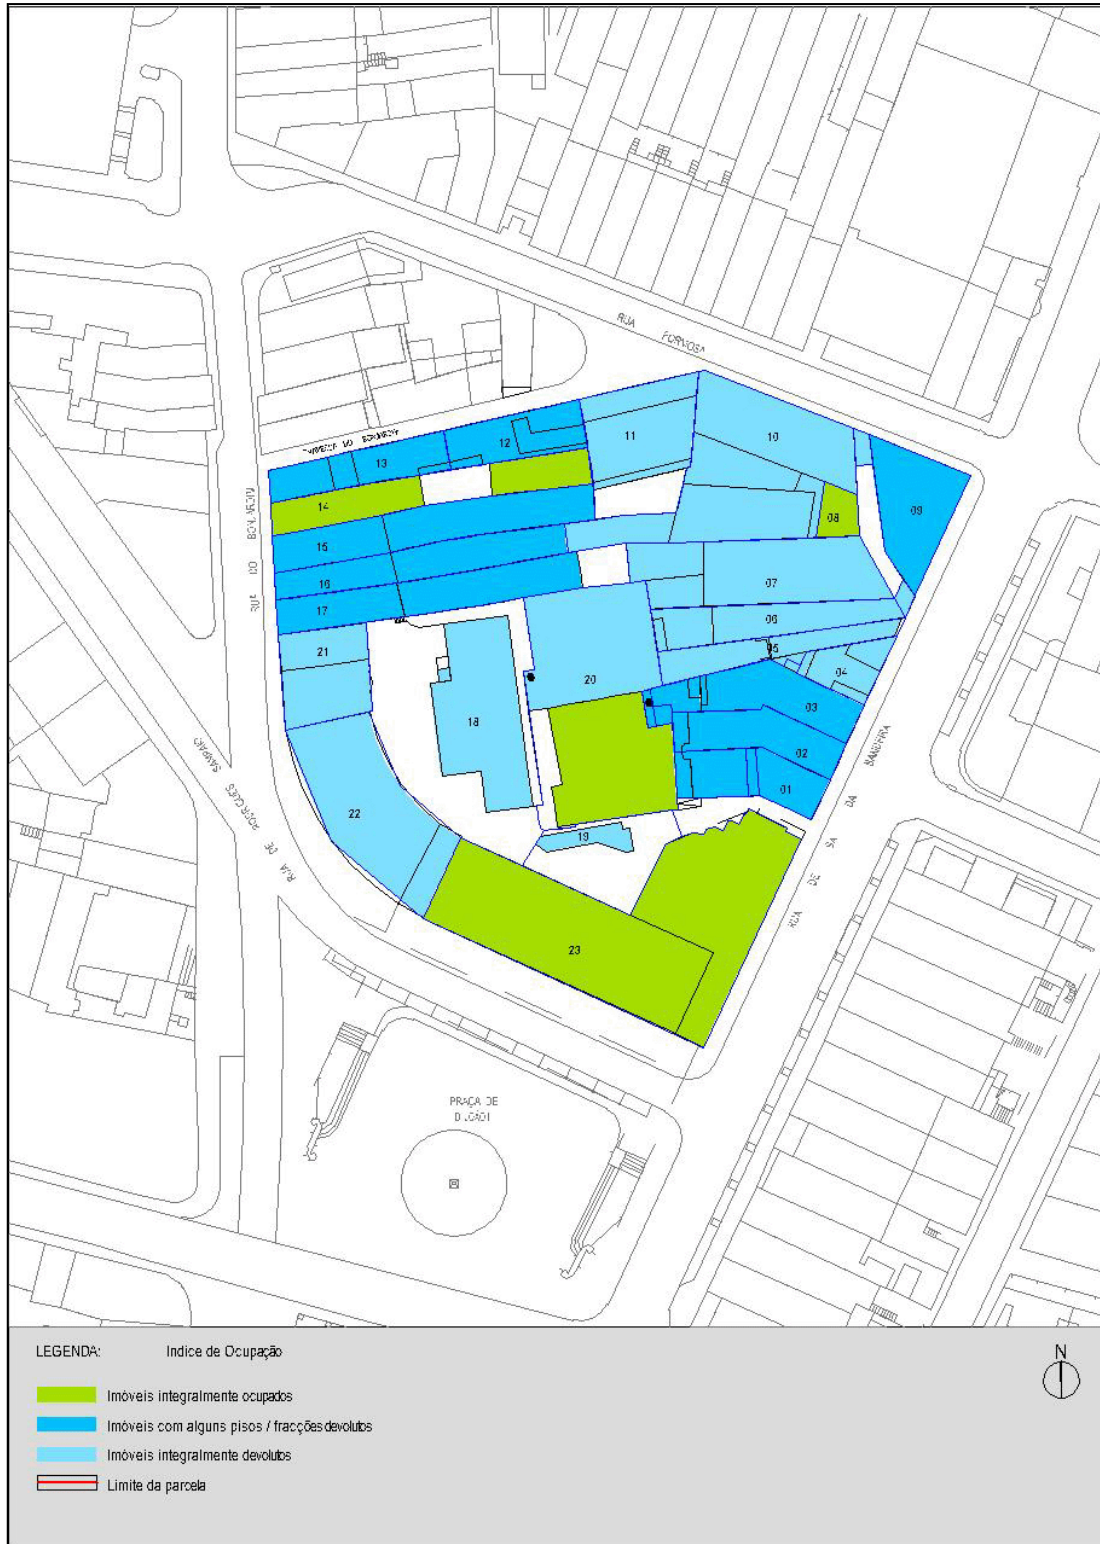 RUA FORMOSA
TRAVESSA DO BONJARDIM
11
10
12
13
09
14
08
RUA DO BONJARDIM
15
16
07
17
06
21
05
04
20
03
18
02
01
RUA DE SA DA BANDEIRA
22
19
RUA DE RODRIGUES SAMPAIO
23
PRAÇA DE
D. JOÃO I
LEGENDA: Indice de Ocupação
N
Imóveis integralmente ocupados
Imóveis com alguns pisos / fracções devolutos
Imóveis integralmente devolutos
Limite da parcela